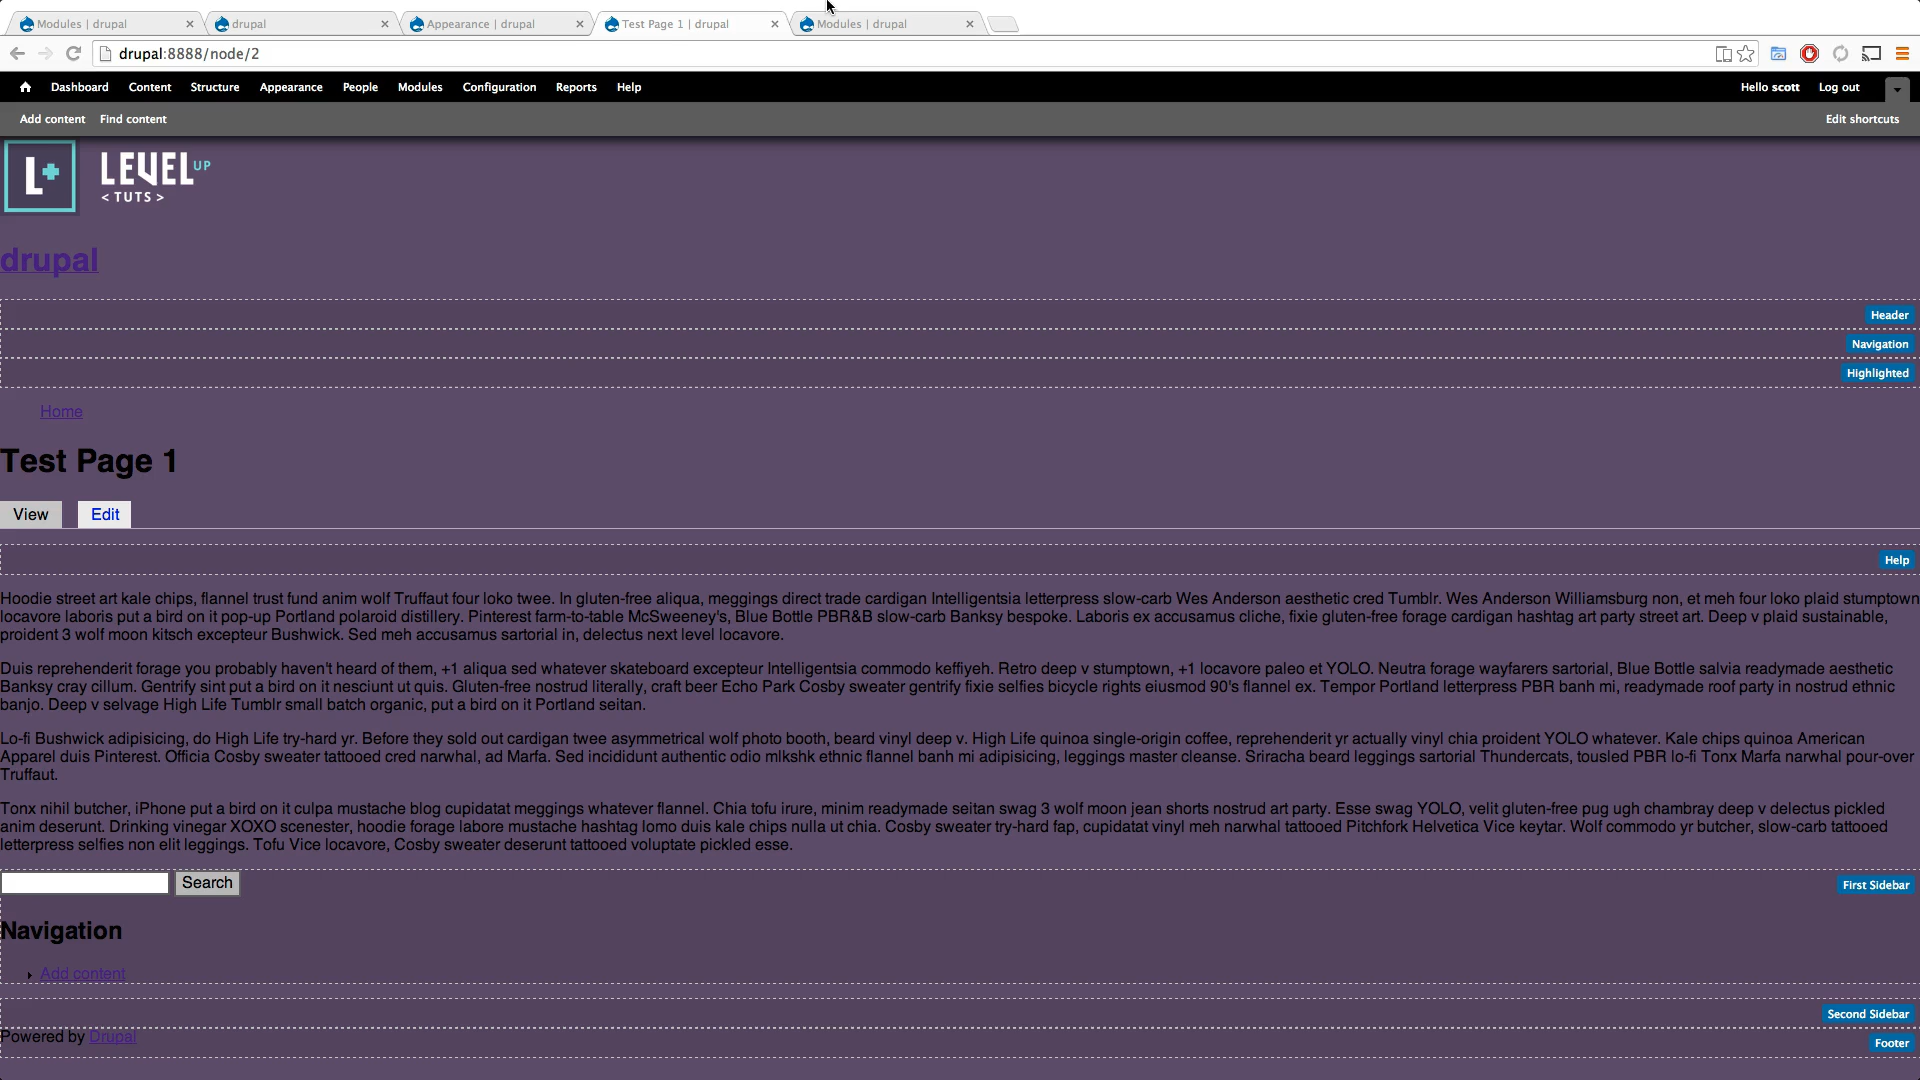 Modules | drupal
drupal
Appearance | drupal
Test Page 1 | drupal
Modules | drupal
drupal:8888/node/2
Dashboard Content Structure Appearance People Modules Configuration Reports Help Hello scott Log out
Add content Find content Edit shortcuts
L+ LEVEL UP
< TUTS >
drupal
Header
Navigation
Highlighted
Home
Test Page 1
View Edit
Help
Hoodie street art kale chips, flannel trust fund anim wolf Truffaut four loko twee. In gluten-free aliqua, meggings direct trade cardigan Intelligentsia letterpress slow-carb Wes Anderson aesthetic cred Tumblr. Wes Anderson Williamsburg non, et meh four loko plaid stumptown
locavore laboris put a bird on it pop-up Portland polaroid distillery. Pinterest farm-to-table McSweeney's, Blue Bottle PBR&B slow-carb Banksy bespoke. Laboris ex accusamus cliche, fixie gluten-free forage cardigan hashtag art party street art. Deep v plaid sustainable,
proident 3 wolf moon kitsch excepteur Bushwick. Sed meh accusamus sartorial in, delectus next level locavore.
Duis reprehenderit forage you probably haven't heard of them, +1 aliqua sed whatever skateboard excepteur Intelligentsia commodo keffiyeh. Retro deep v stumptown, +1 locavore paleo et YOLO. Neutra forage wayfarers sartorial, Blue Bottle salvia readymade aesthetic
Banksy cray cillum. Gentrify sint put a bird on it nesciunt ut quis. Gluten-free nostrud literally, craft beer Echo Park Cosby sweater gentrify fixie selfies bicycle rights eiusmod 90's flannel ex. Tempor Portland letterpress PBR banh mi, readymade roof party in nostrud ethnic
banjo. Deep v selvage High Life Tumblr small batch organic, put a bird on it Portland seitan.
Lo-fi Bushwick adipisicing, do High Life try-hard yr. Before they sold out cardigan twee asymmetrical wolf photo booth, beard vinyl deep v. High Life quinoa single-origin coffee, reprehenderit yr actually vinyl chia proident YOLO whatever. Kale chips quinoa American
Apparel duis Pinterest. Officia Cosby sweater tattooed cred narwhal, ad Marfa. Sed incididunt authentic odio mlkshk ethnic flannel banh mi adipisicing, leggings master cleanse. Sriracha beard leggings sartorial Thundercats, tousled PBR lo-fi Tonx Marfa narwhal pour-over
Truffaut.
Tonx nihil butcher, iPhone put a bird on it culpa mustache blog cupidatat meggings whatever flannel. Chia tofu irure, minim readymade seitan swag 3 wolf moon jean shorts nostrud art party. Esse swag YOLO, velit gluten-free pug ugh chambray deep v delectus pickled
anim deserunt. Drinking vinegar XOXO scenester, hoodie forage labore mustache hashtag lomo duis kale chips nulla ut chia. Cosby sweater try-hard fap, cupidatat vinyl meh narwhal tattooed Pitchfork Helvetica Vice keytar. Wolf commodo yr butcher, slow-carb tattooed
letterpress selfies non elit leggings. Tofu Vice locavore, Cosby sweater deserunt tattooed voluptate pickled esse.
Search First Sidebar
Navigation
Add content
Second Sidebar
Powered by Drupal
Footer